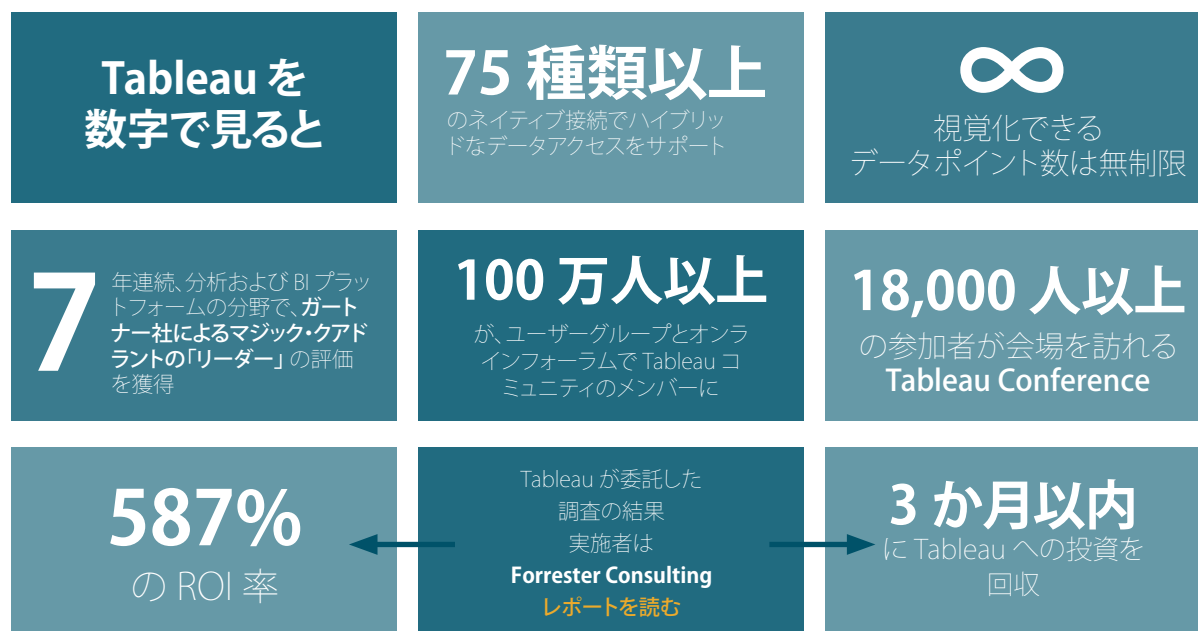 Tableau を
数字で見ると
75 種類以上
のネイティブ接続でハイブリッ
ドなデータアクセスをサポート
∞
視覚化できる
データポイント数は無制限
7
年連続、分析および BI プラッ
トフォームの分野で、ガート
ナー社によるマジック・クアド
ラントの「リーダー」 の評価
を獲得
100 万人以上
が、ユーザーグループとオンラ
インフォーラムで Tableau コ
ミュニティのメンバーに
18,000 人以上
の参加者が会場を訪れる
Tableau Conference
587%
の ROI 率
Tableau が委託した
調査の結果
実施者は
Forrester Consulting
レポートを読む
3 か月以内
に Tableau への投資を
回収